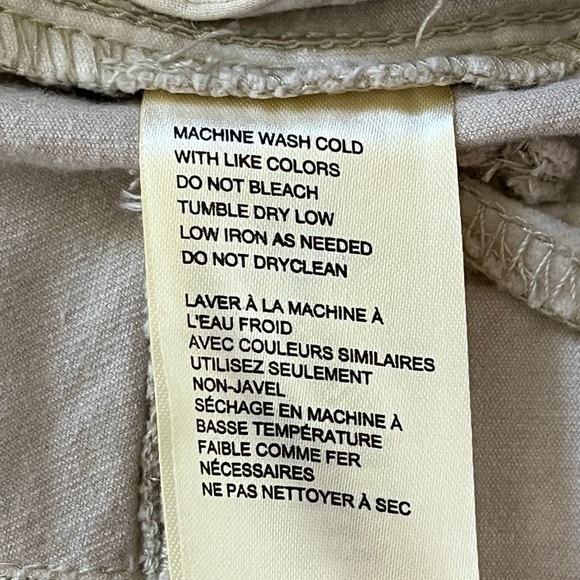 MACHINE WASH COLD
WITH LIKE COLORS
DO NOT BLEACH
TUMBLE DRY LOW
LOW IRON AS NEEDED
DO NOT DRYCLEAN
LAVER À LA MACHINE À
L'EAU FROID
AVEC COULEURS SIMILAIRES
UTILISEZ SEULEMENT
NON-JAVEL
SÉCHAGE EN MACHINE À
BASSE TEMPÉRATURE
FAIBLE COMME FER
NÉCESSAIRES
NE PAS NETTOYER À SEC